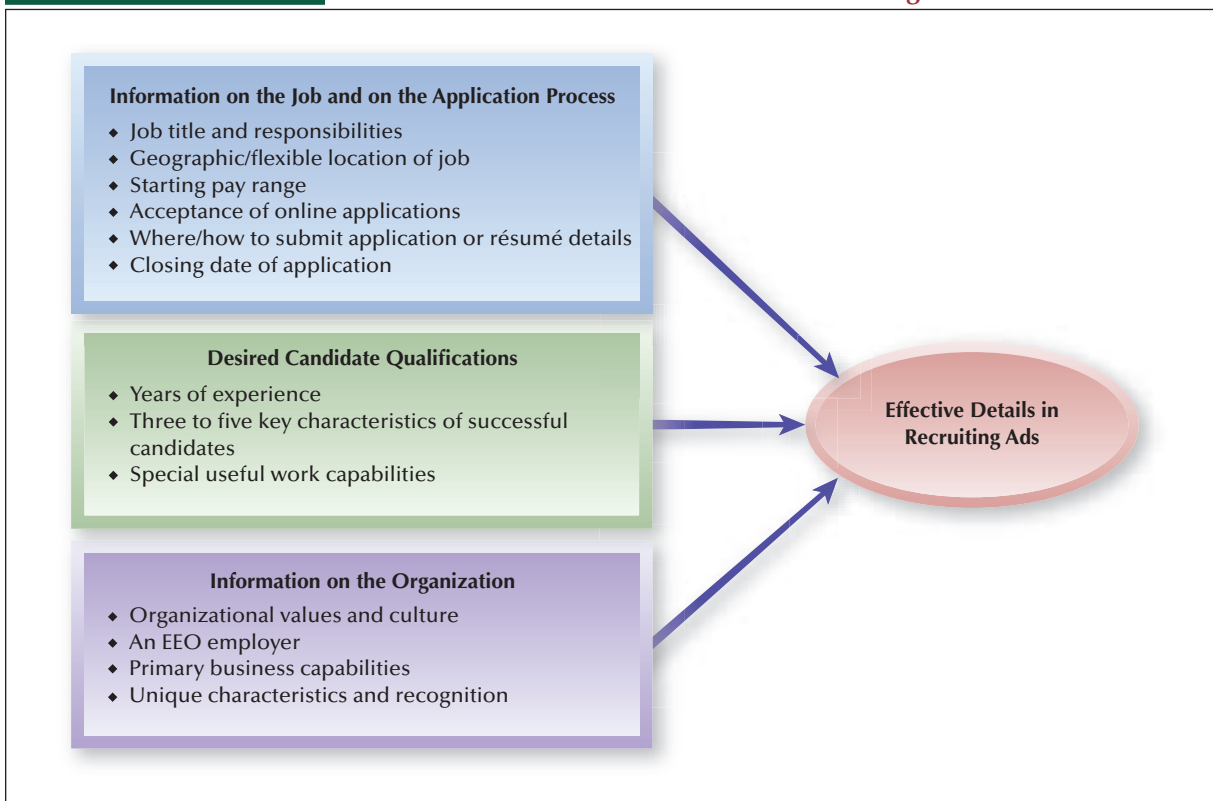 Information on the Job and on the Application Process
◆ Job title and responsibilities
◆ Geographic/flexible location of job
◆ Starting pay range
◆ Acceptance of online applications
◆ Where/how to submit application or résumé details
◆ Closing date of application
Desired Candidate Qualifications
◆ Years of experience
◆ Three to five key characteristics of successful
candidates
◆ Special useful work capabilities
Information on the Organization
◆ Organizational values and culture
◆ An EEO employer
◆ Primary business capabilities
◆ Unique characteristics and recognition
Effective Details in
Recruiting Ads